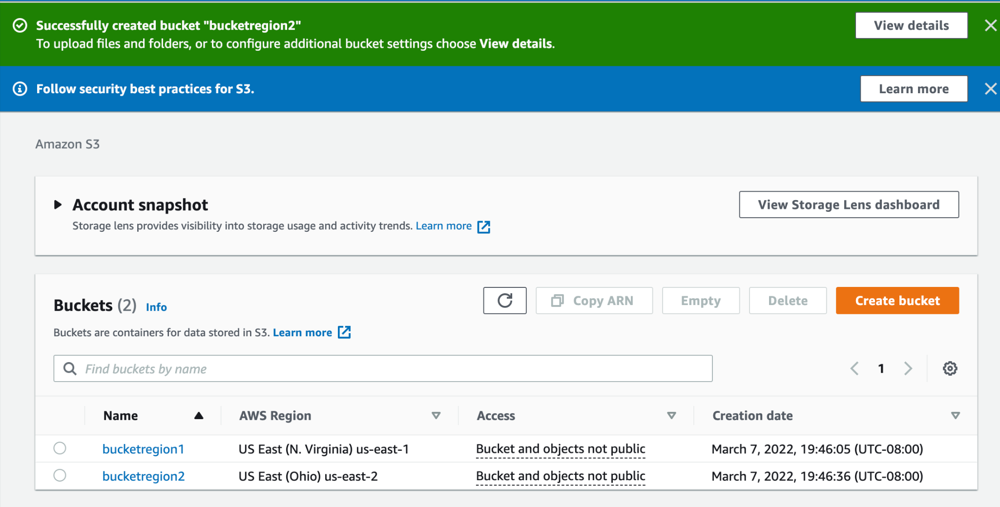 Successfully created bucket "bucketregion2"
View details
To upload files and folders, or to configure additional bucket settings choose View details.
Follow security best practices for S3.
Learn more
Amazon S3
Account snapshot
View Storage Lens dashboard
Storage lens provides visibility into storage usage and activity trends. Learn more
Buckets (2) Info
Copy ARN
Empty
Delete
Create bucket
Buckets are containers for data stored in S3. Learn more
Find buckets by name
1
Name AWS Region Access Creation date
bucketregion1 US East (N. Virginia) us-east-1 Bucket and objects not public March 7, 2022, 19:46:05 (UTC-08:00)
bucketregion2 US East (Ohio) us-east-2 Bucket and objects not public March 7, 2022, 19:46:36 (UTC-08:00)